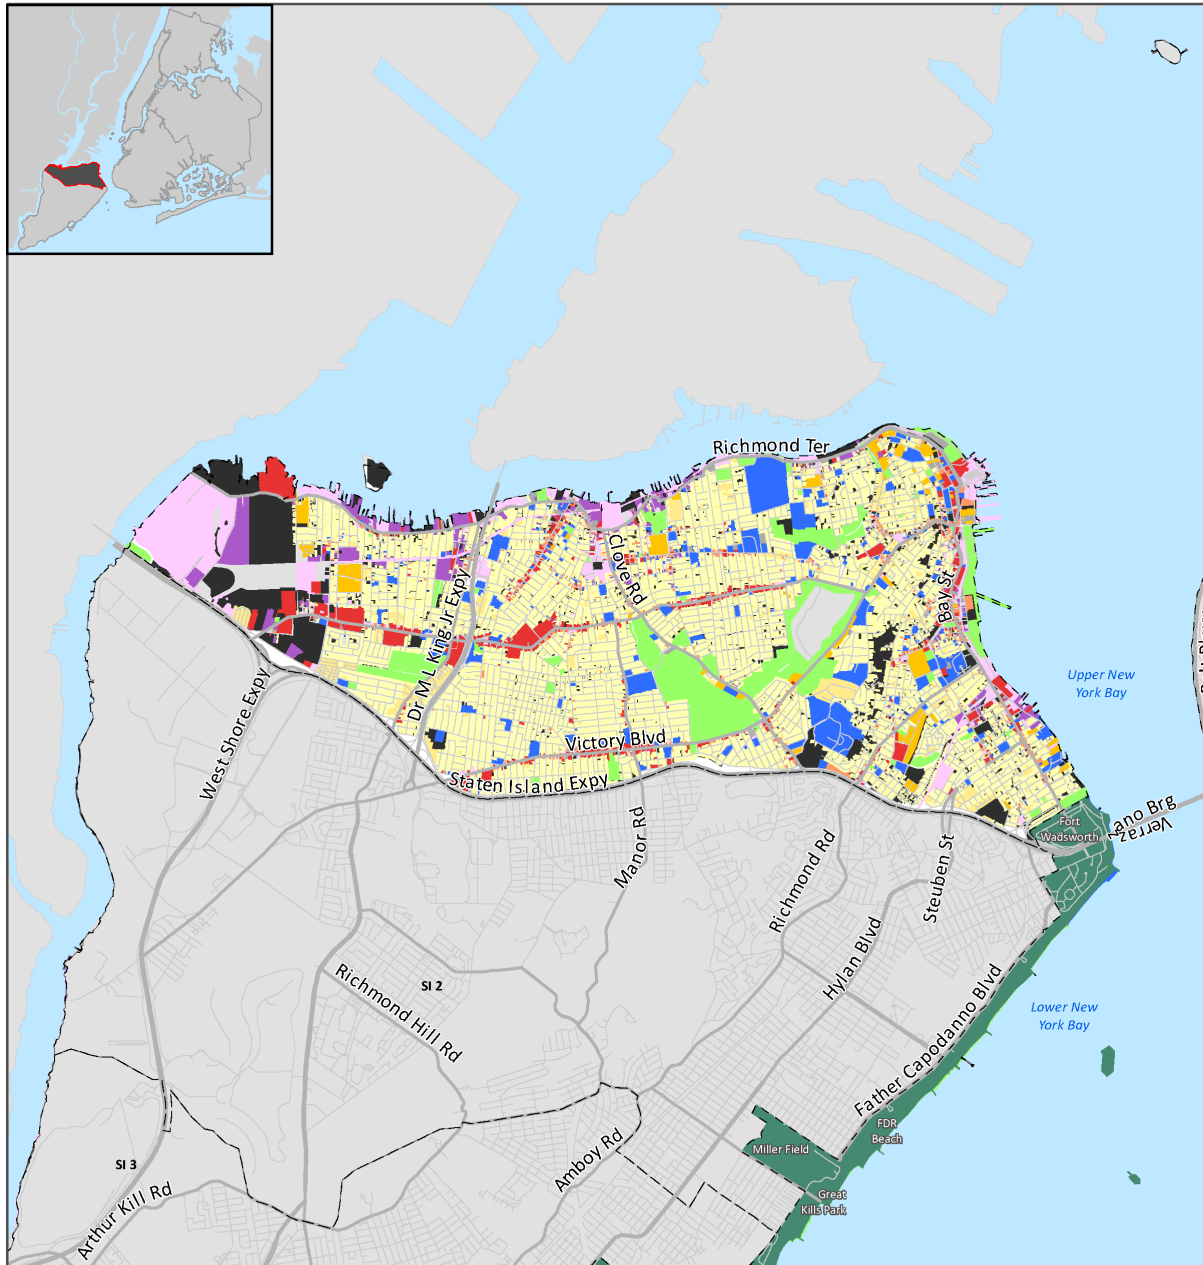 Richmond Ter
Clove Rd
Bay St
Dr M L King Jr Expy
West Shore Expy
Upper New
York Bay
Victory Blvd
Staten Island Expy
Manor Rd
Richmond Rd
Steuben St
Fort
Wadsworth
Verrazano Brg
Hylan Blvd
SI 2
Richmond Hill Rd
Father Capodanno Blvd
Lower New
York Bay
FDR
Beach
Miller Field
Amboy Rd
SI 3
Arthur Kill Rd
Great
Kills Park